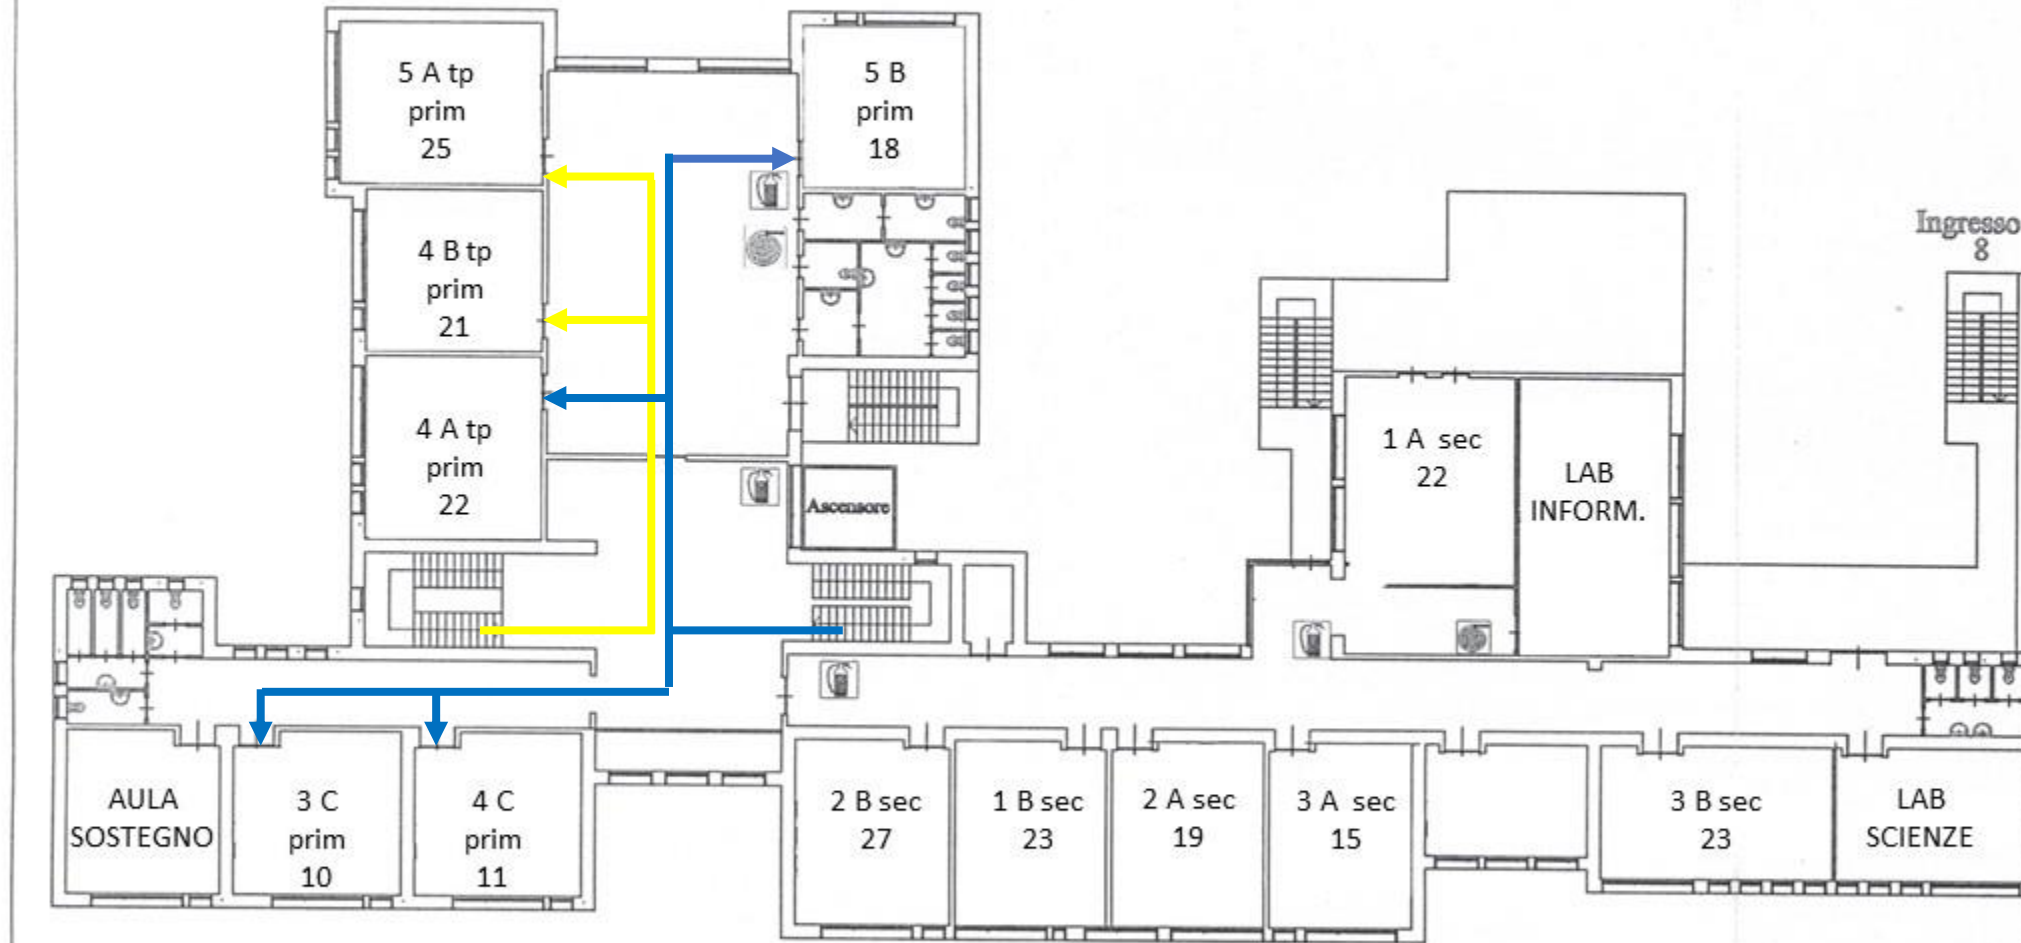 5 A tp
prim
25
5 B
prim
18
4 B tp
prim
21
Ingresso
8
4 A tp
prim
22
1 A sec
22
LAB
INFORM.
Ascensore
AULA
SOSTEGNO
3 C
prim
10
4 C
prim
11
2 B sec
27
1 B sec
23
2 A sec
19
3 A sec
15
3 B sec
23
LAB
SCIENZE